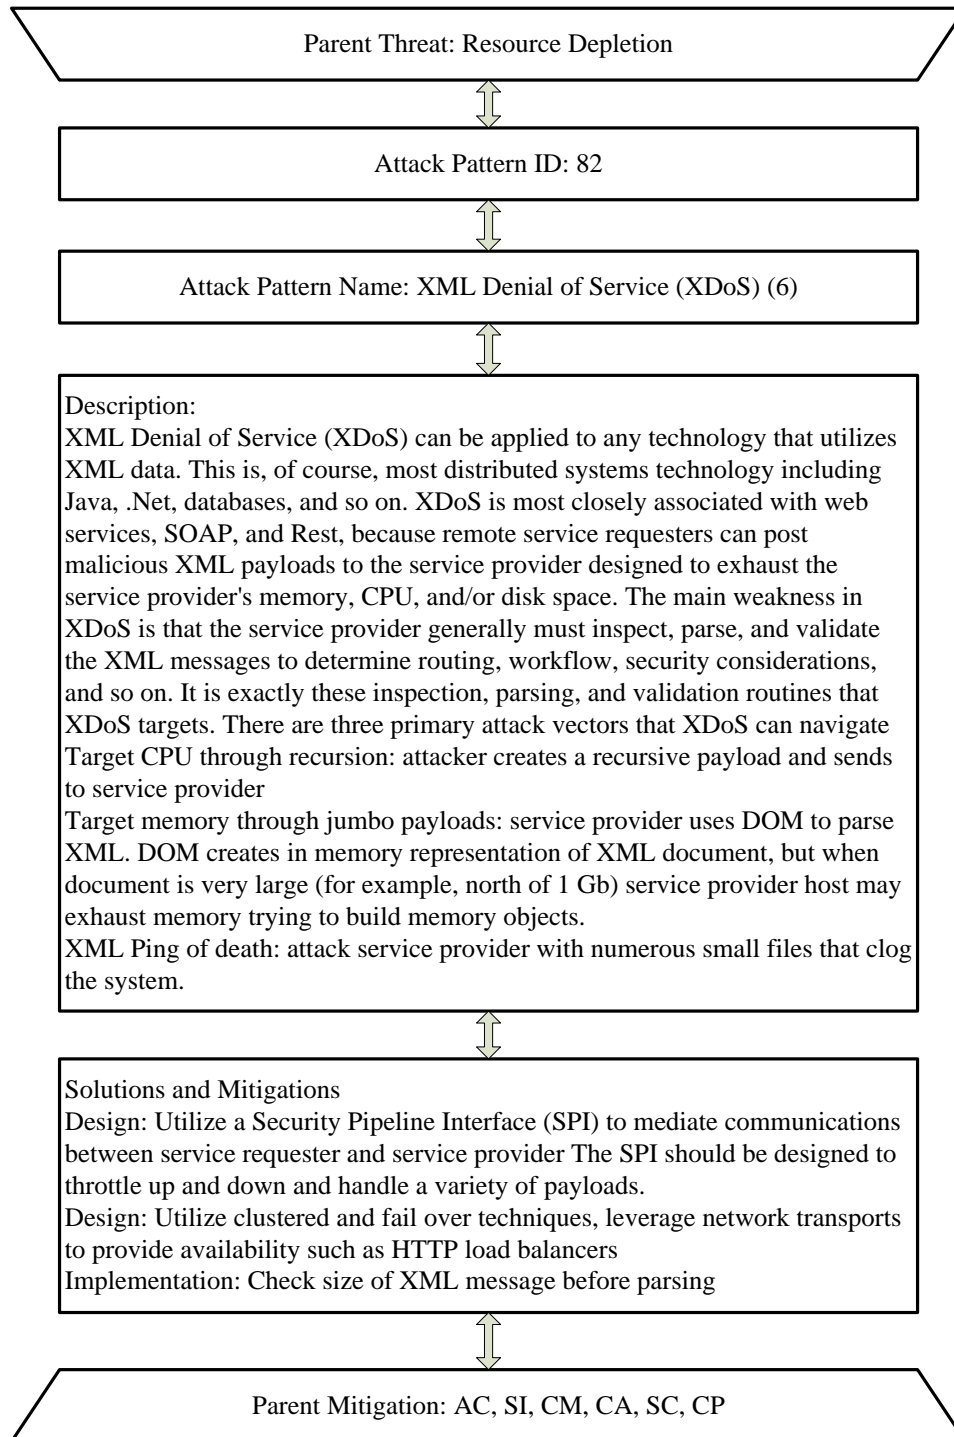 Parent Threat: Resource Depletion
Attack Pattern ID: 82
Attack Pattern Name: XML Denial of Service (XDoS) (6)
Description:
XML Denial of Service (XDoS) can be applied to any technology that utilizes
XML data. This is, of course, most distributed systems technology including
Java, .Net, databases, and so on. XDoS is most closely associated with web
services, SOAP, and Rest, because remote service requesters can post
malicious XML payloads to the service provider designed to exhaust the
service provider's memory, CPU, and/or disk space. The main weakness in
XDoS is that the service provider generally must inspect, parse, and validate
the XML messages to determine routing, workflow, security considerations,
and so on. It is exactly these inspection, parsing, and validation routines that
XDoS targets. There are three primary attack vectors that XDoS can navigate
Target CPU through recursion: attacker creates a recursive payload and sends
to service provider
Target memory through jumbo payloads: service provider uses DOM to parse
XML. DOM creates in memory representation of XML document, but when
document is very large (for example, north of 1 Gb) service provider host may
exhaust memory trying to build memory objects.
XML Ping of death: attack service provider with numerous small files that clog
the system.
Solutions and Mitigations
Design: Utilize a Security Pipeline Interface (SPI) to mediate communications
between service requester and service provider The SPI should be designed to
throttle up and down and handle a variety of payloads.
Design: Utilize clustered and fail over techniques, leverage network transports
to provide availability such as HTTP load balancers
Implementation: Check size of XML message before parsing
Parent Mitigation: AC, SI, CM, CA, SC, CP